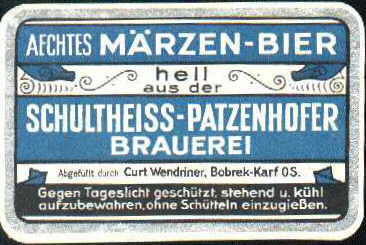 AECHTES MÄRZEN-BIER
hell
aus der
SCHULTHEISS-PATZENHOFER
BRAUEREI
Abgefüllt durch Curt Wendriner, Bobrek-Karf OS.
Gegen Tageslicht geschützt, stehend u. kühl
aufzubewahren, ohne Schütteln einzugießen.